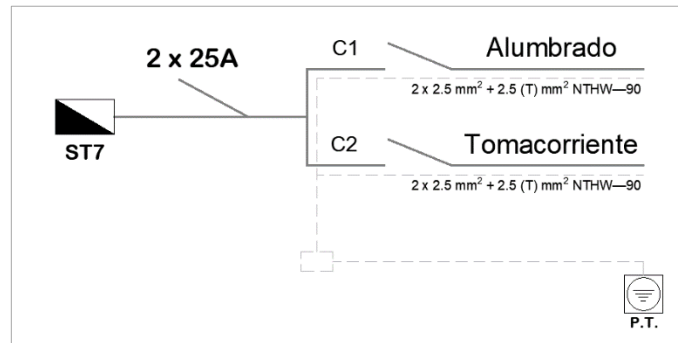 C1 Alumbrado
2 x 25A
2 x 2.5 mm² + 2.5 (T) mm² NTHW—90
C2 Tomacorriente
ST7
2 x 2.5 mm² + 2.5 (T) mm² NTHW—90
P.T.